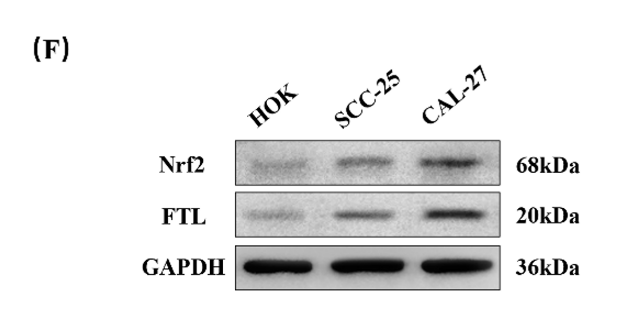 (F)
HOK SCC-25 CAL-27
Nrf2 68kDa
FTL 20kDa
GAPDH 36kDa